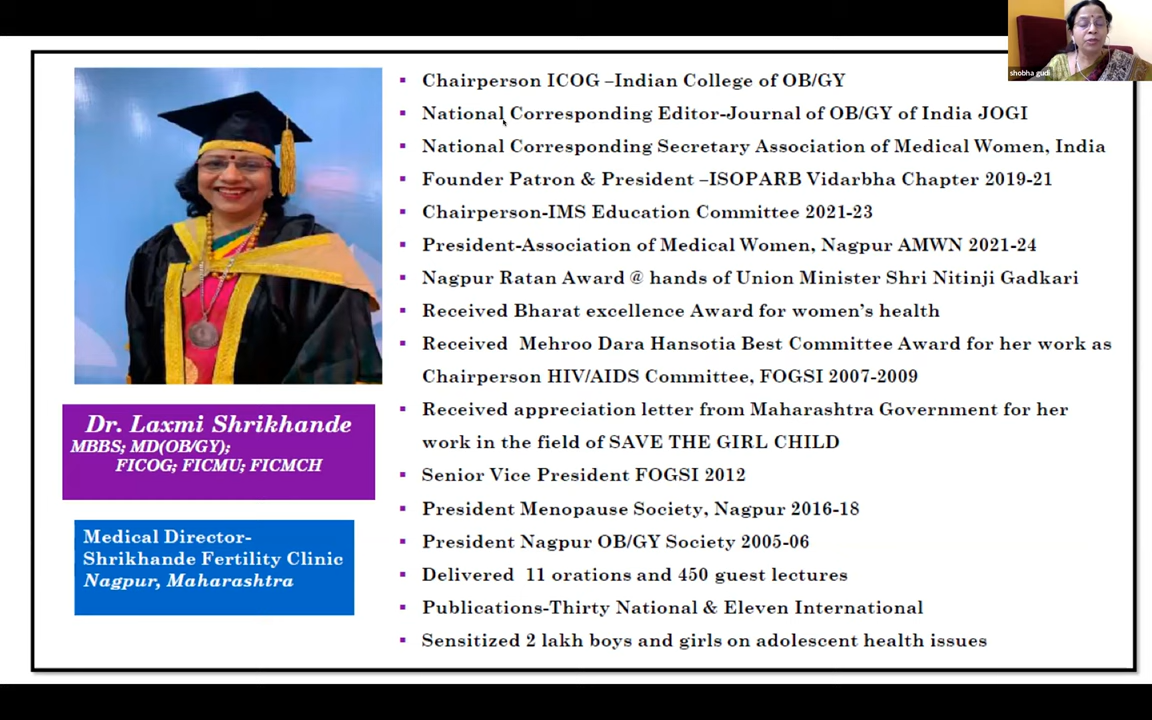 shobha gudi
Chairperson ICOG –Indian College of OB/GY
National Corresponding Editor-Journal of OB/GY of India JOGI
National Corresponding Secretary Association of Medical Women, India
Founder Patron & President –ISOPARB Vidarbha Chapter 2019-21
Chairperson-IMS Education Committee 2021-23
President-Association of Medical Women, Nagpur AMWN 2021-24
Nagpur Ratan Award @ hands of Union Minister Shri Nitinji Gadkari
Received Bharat excellence Award for women's health
Received Mehroo Dara Hansotia Best Committee Award for her work as
Chairperson HIV/AIDS Committee, FOGSI 2007-2009
Received appreciation letter from Maharashtra Government for her
work in the field of SAVE THE GIRL CHILD
Senior Vice President FOGSI 2012
President Menopause Society, Nagpur 2016-18
President Nagpur OB/GY Society 2005-06
Delivered 11 orations and 450 guest lectures
Publications-Thirty National & Eleven International
Sensitized 2 lakh boys and girls on adolescent health issues
Dr. Laxmi Shrikhande
MBBS; MD(OB/GY);
FICOG; FICMU; FICMCH
Medical Director-
Shrikhande Fertility Clinic
Nagpur, Maharashtra